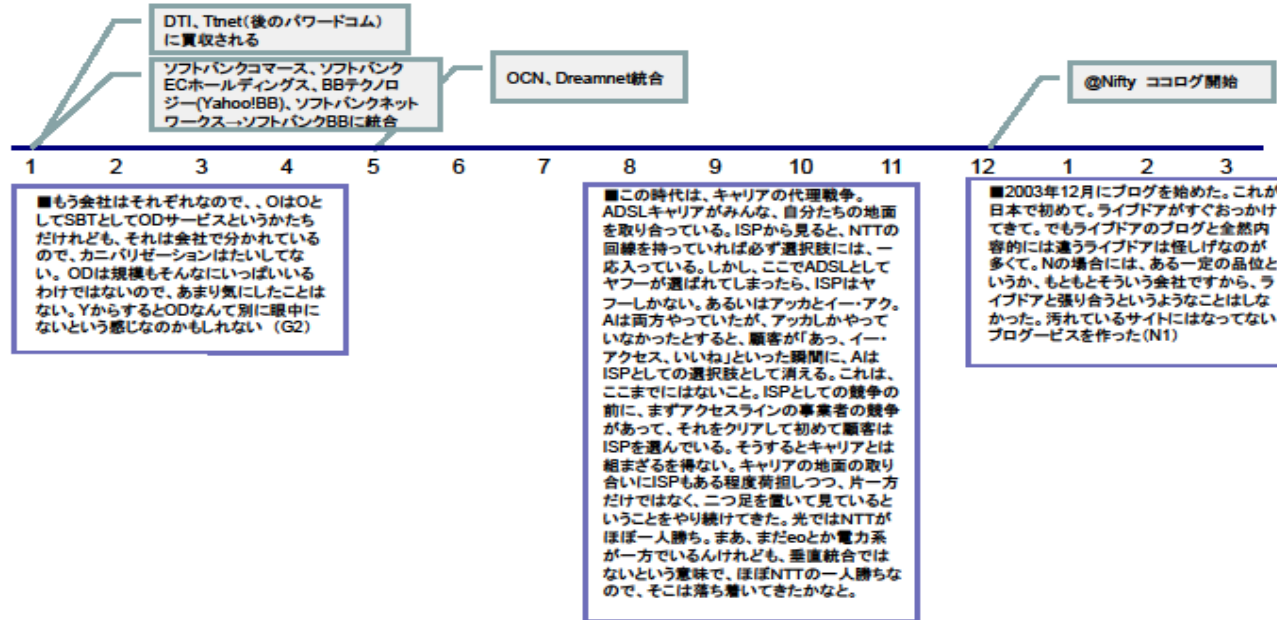 DTI、Ttnet(後のパワードコム)
に買収される
ソフトバンクコマース、ソフトバンク
ECホールディングス、BBテクノロ
ジー(Yahoo!BB)、ソフトバンクネット
ワークス→ソフトバンクBBに統合
OCN、Dreamnet統合
@Nifty ココログ開始
1 2 3 4 5 6 7 8 9 10 11 12 1 2 3
■もう会社はそれぞれなので、、OはOと
してSBTとしてODサービスというかたち
だけれども、それは会社で分かれている
ので、カニバリゼーションはたいしてな
い。ODは規模もそんなにいっぱいいる
わけではないので、あまり気にしたことは
ない。YからするとODなんて別に眼中に
ないという感じなのかもしれない (G2)
■この時代は、キャリアの代理戦争。
ADSLキャリアがみんな、自分たちの地面
を取り合っている。ISPから見ると、NTTの
回線を持っていれば必ず選択肢には、一
応入っている。しかし、ここでADSLとして
ヤフーが選ばれてしまったら、ISPはヤ
フーしかない。あるいはアッカとイー・アク。
Aは両方やっていたが、アッカしかやって
いなかったとすると、顧客が「あっ、イー・
アクセス、いいね」といった瞬間に、Aは
ISPとしての選択肢として消える。これは、
ここまでにはないこと。ISPとしての競争の
前に、まずアクセスラインの事業者の競争
があって、それをクリアして初めて顧客は
ISPを選んでいる。そうするとキャリアとは
組まざるを得ない。キャリアの地面の取り
合いにISPもある程度荷担しつつ、片一方
だけではなく、二つ足を置いて見ていると
いうことをやり続けてきた。光ではNTTが
ほぼ一人勝ち。まあ、まだeoとか電力系
が一方でいるんけれども、垂直統合では
ないという意味で、ほぼNTTの一人勝ちな
ので、そこは落ち着いてきたかなと。
■2003年12月にブログを始めた。これが
日本で初めて。ライブドアがすぐおっかけ
てきて。でもライブドアのブログと全然内
容的には違うライブドアは怪しげなのが
多くて。Nの場合には、ある一定の品位と
いうか、もともとそういう会社ですから、ラ
イブドアと張り合うというようなことはしな
かった。汚れているサイトにはなってない
ブログービスを作った(N1)